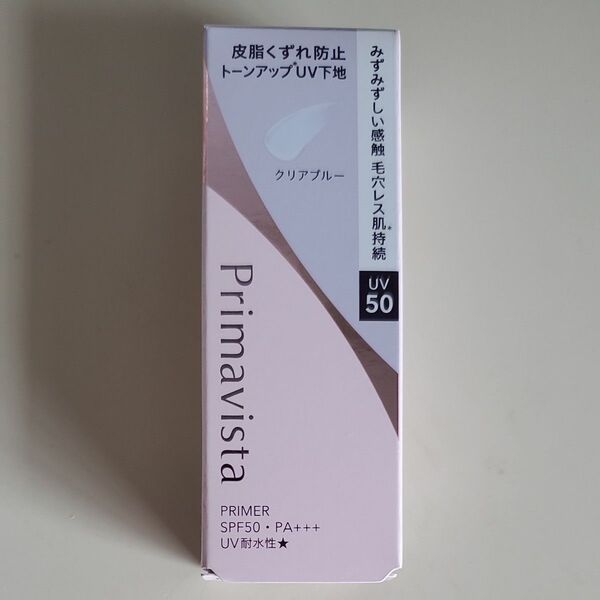 皮脂くずれ防止
トーンアップ*UV下地
クリアブルー
みずみずしい感触 毛穴レス肌*持続
UV
50
Primavista
PRIMER
SPF50・PA+++
UV耐水性★